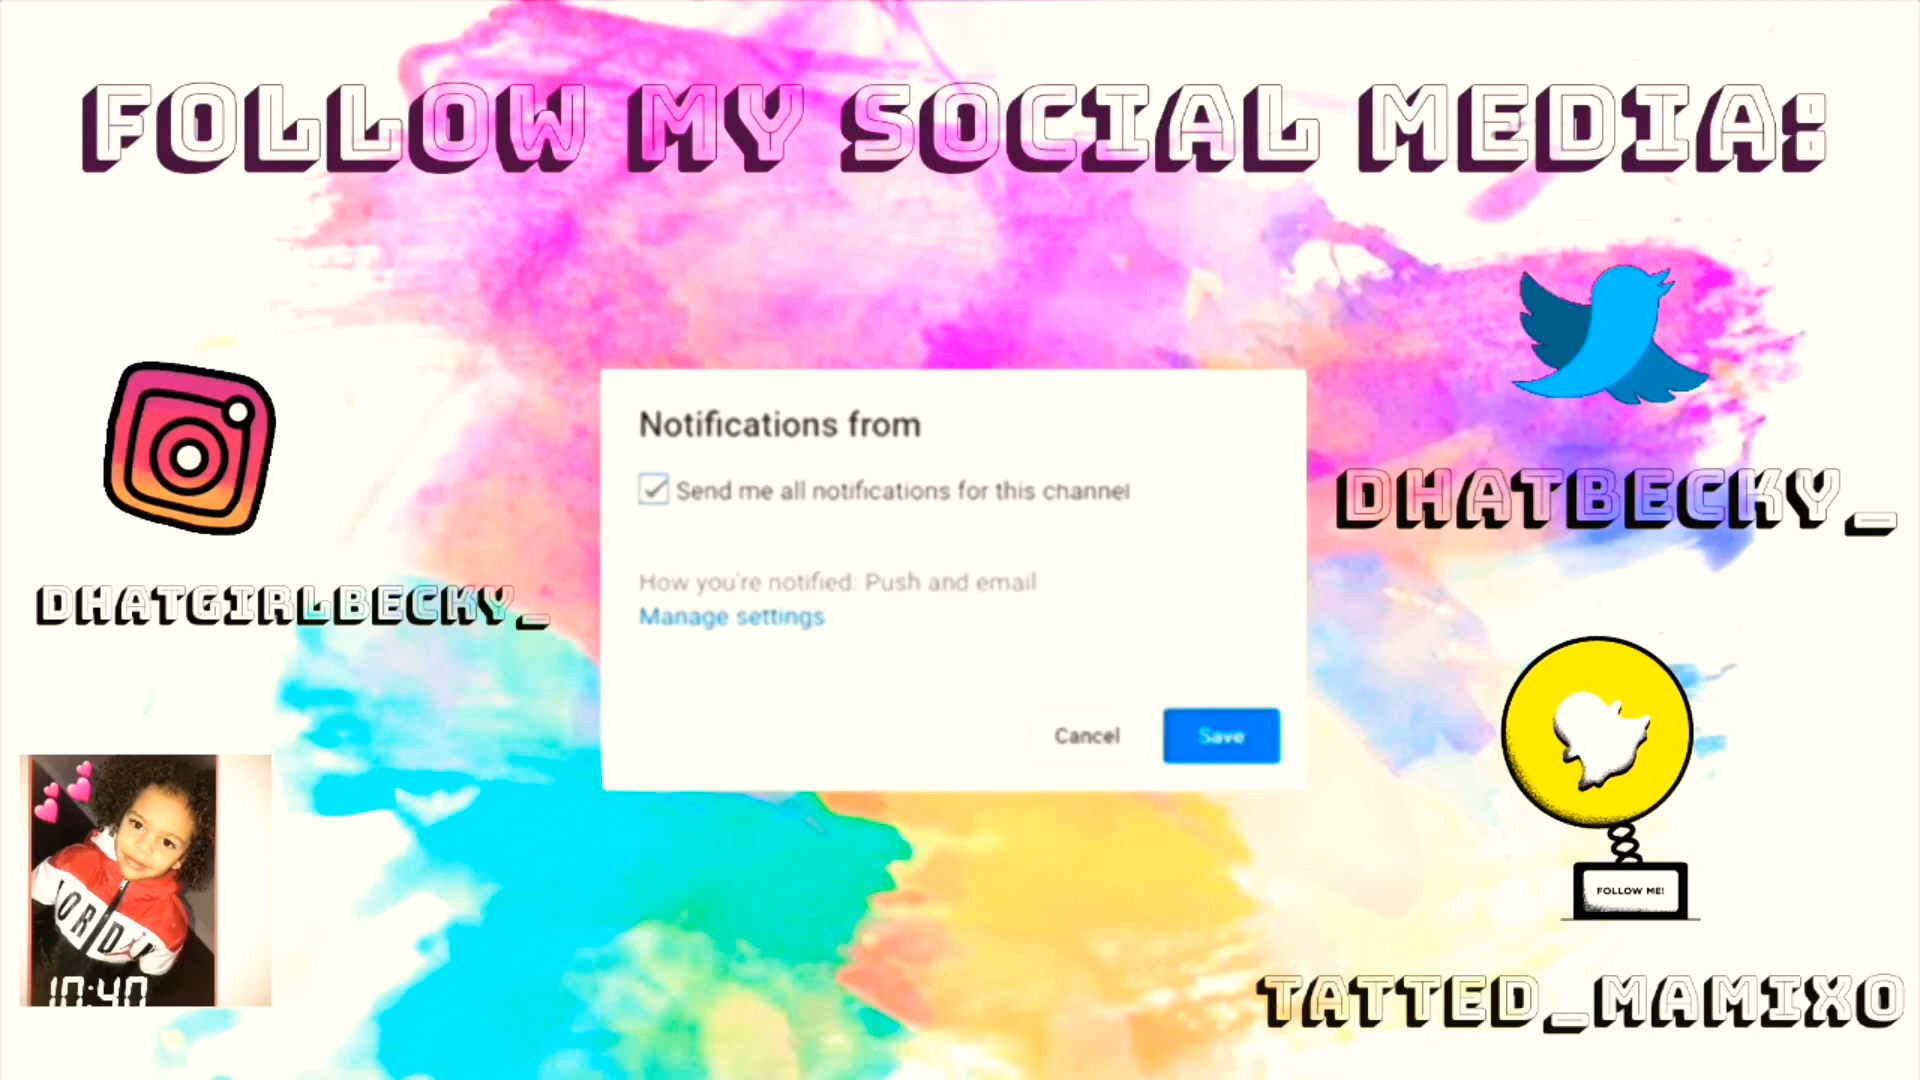 FOLLOW MY SOCIAL MEDIA:
Notifications from
Send me all notifications for this channel
How you're notified: Push and email
Manage settings
Cancel
Save
DHATGIRLBECKY_
DHATBECKY_
FOLLOW ME!
TATTED_MAMIXO
JORDAN
10:40